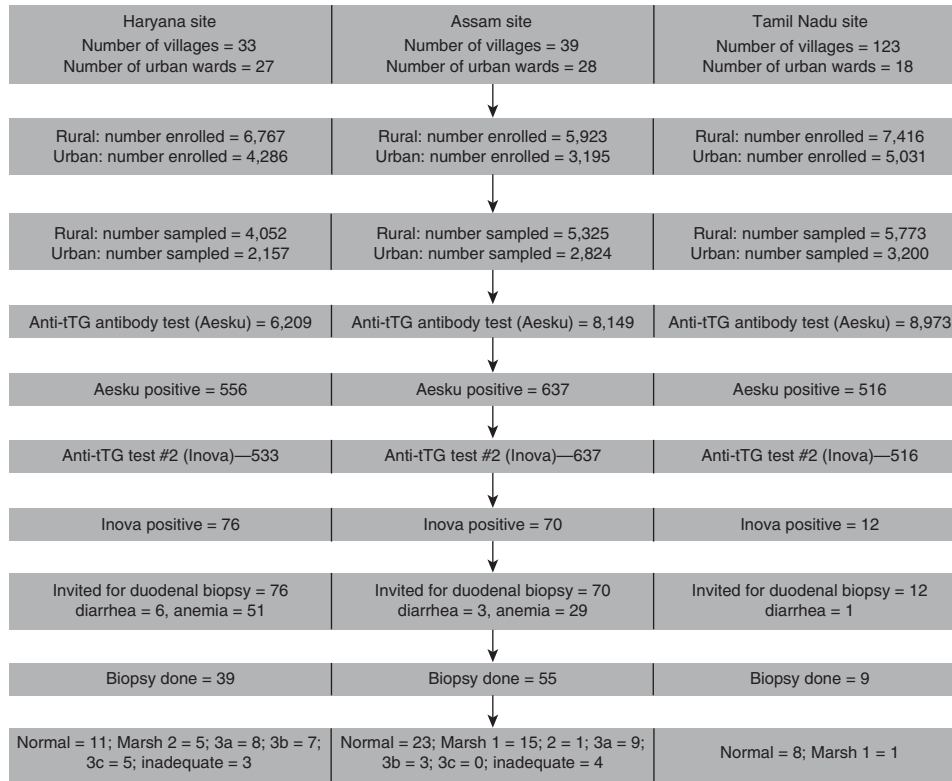 Haryana site
Number of villages = 33
Number of urban wards = 27
Assam site
Number of villages = 39
Number of urban wards = 28
Tamil Nadu site
Number of villages = 123
Number of urban wards = 18
Rural: number enrolled = 6,767
Urban: number enrolled = 4,286
Rural: number enrolled = 5,923
Urban: number enrolled = 3,195
Rural: number enrolled = 7,416
Urban: number enrolled = 5,031
Rural: number sampled = 4,052
Urban: number sampled = 2,157
Rural: number sampled = 5,325
Urban: number sampled = 2,824
Rural: number sampled = 5,773
Urban: number sampled = 3,200
Anti-tTG antibody test (Aesku) = 6,209
Anti-tTG antibody test (Aesku) = 8,149
Anti-tTG antibody test (Aesku) = 8,973
Aesku positive = 556
Aesku positive = 637
Aesku positive = 516
Anti-tTG test #2 (Inova)—533
Anti-tTG test #2 (Inova)—637
Anti-tTG test #2 (Inova)—516
Inova positive = 76
Inova positive = 70
Inova positive = 12
Invited for duodenal biopsy = 76
diarrhea = 6, anemia = 51
Invited for duodenal biopsy = 70
diarrhea = 3, anemia = 29
Invited for duodenal biopsy = 12
diarrhea = 1
Biopsy done = 39
Biopsy done = 55
Biopsy done = 9
Normal = 11; Marsh 2 = 5; 3a = 8; 3b = 7;
3c = 5; inadequate = 3
Normal = 23; Marsh 1 = 15; 2 = 1; 3a = 9;
3b = 3; 3c = 0; inadequate = 4
Normal = 8; Marsh 1 = 1